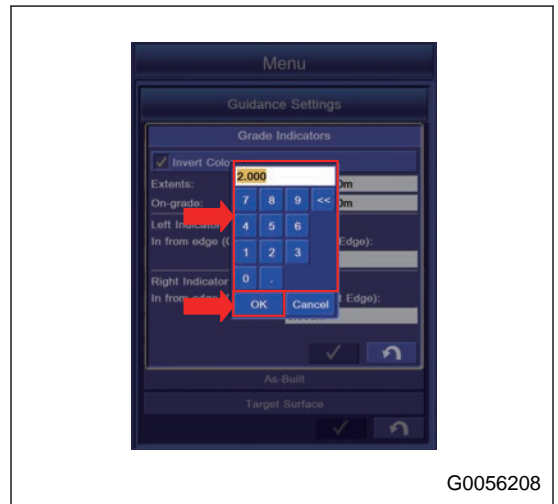 Menu
Guidance Settings
Grade Indicators
Invert
Extents:
On-grade:
2.000
7 8 9 <<
4 5 6
1 2 3
0 .
OK Cancel
Left
In from edge
Edge):
Right Indicator
In from edge
Edge):
As-Built
Target Surface
G0056208